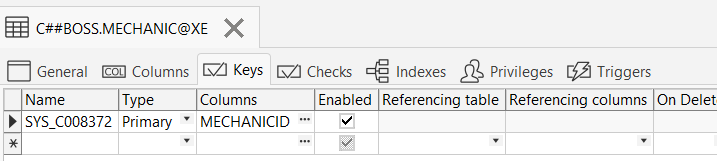 C##BOSS.MECHANIC@XE
General COL Columns Keys Checks Indexes Privileges Triggers
Name Type Columns Enabled Referencing table Referencing columns On Delet
SYS_C008372 Primary MECHANICID ···
* ···